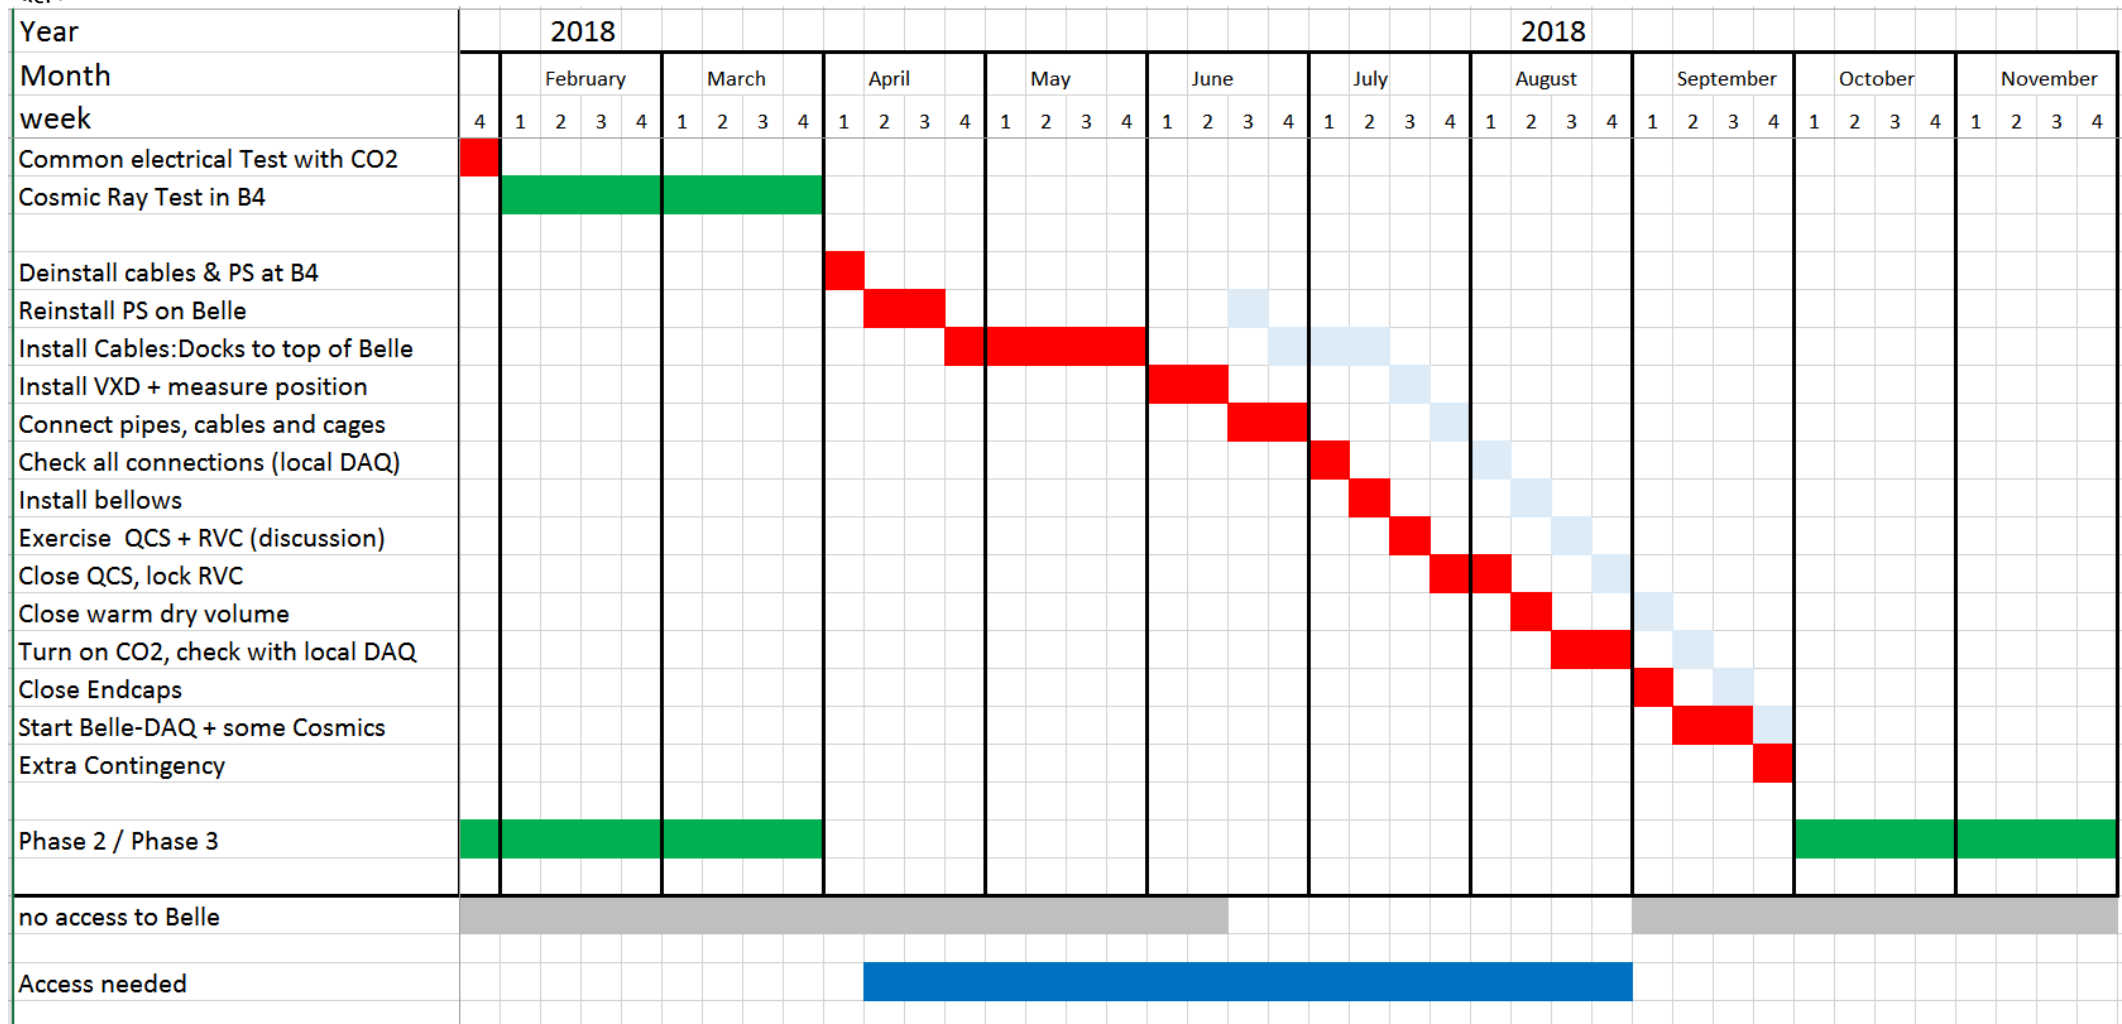 Year 2018 2018
Month February March April May June July August September October November
week 4 1 2 3 4 1 2 3 4 1 2 3 4 1 2 3 4 1 2 3 4 1 2 3 4 1 2 3 4 1 2 3 4 1 2 3 4 1 2 3 4
Common electrical Test with CO2
Cosmic Ray Test in B4
Deinstall cables & PS at B4
Reinstall PS on Belle
Install Cables:Docks to top of Belle
Install VXD + measure position
Connect pipes, cables and cages
Check all connections (local DAQ)
Install bellows
Exercise  QCS + RVC (discussion)
Close QCS, lock RVC
Close warm dry volume
Turn on CO2, check with local DAQ
Close Endcaps
Start Belle-DAQ + some Cosmics
Extra Contingency
Phase 2 / Phase 3
no access to Belle
Access needed